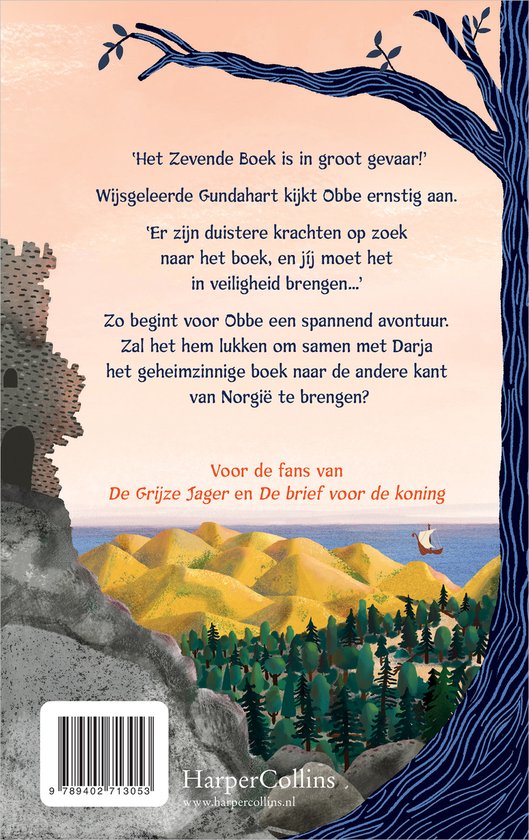 ‘Het Zevende Boek is in groot gevaar!’
Wijsgeleerde Gundahart kijkt Obbe ernstig aan.
‘Er zijn duistere krachten op zoek
naar het boek, en jíj moet het
in veiligheid brengen...’
Zo begint voor Obbe een spannend avontuur.
Zal het hem lukken om samen met Darja
het geheimzinnige boek naar de andere kant
van Norgië te brengen?
Voor de fans van
De Grijze Jager en De brief voor de koning
HarperCollins
www.harpercollins.nl
9 789402 713053